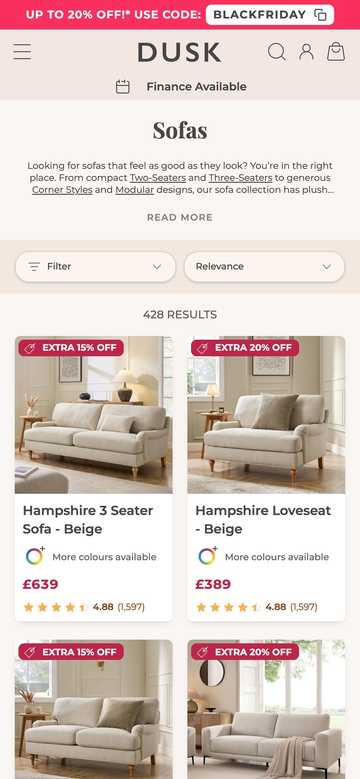 UP TO 20% OFF!* USE CODE: BLACKFRIDAY
DUSK
Finance Available
Sofas
Looking for sofas that feel as good as they look? You're in the right
place. From compact Two-Seaters and Three-Seaters to generous
Corner Styles and Modular designs, our sofa collection has plush...
READ MORE
Filter
Relevance
428 RESULTS
EXTRA 15% OFF
EXTRA 20% OFF
Hampshire 3 Seater
Sofa - Beige
More colours available
£639
4.88 (1,597)
Hampshire Loveseat
- Beige
More colours available
£389
4.88 (1,597)
EXTRA 15% OFF
EXTRA 20% OFF